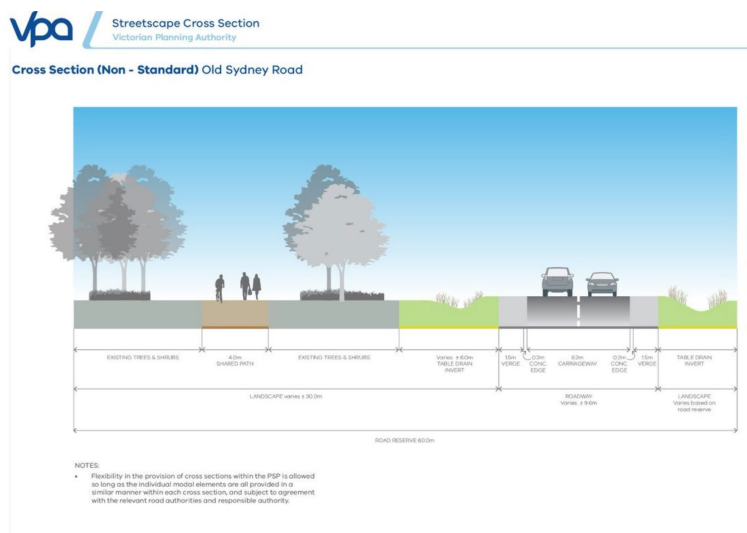 vpa
Streetscape Cross Section
Victorian Planning Authority
Cross Section (Non - Standard) Old Sydney Road
EXISTING TREES & SHRUBS
4.0m
SHARED PATH
EXISTING TREES & SHRUBS
Varies ± 6.0m
TABLE DRAIN
INVERT
1.5m
VERGE
0.3m
CONC.
EDGE
6.2m
CARRIAGEWAY
0.3m
CONC.
EDGE
1.5m
VERGE
TABLE DRAIN
INVERT
LANDSCAPE varies ± 30.0m
ROADWAY
Varies ± 9.6m
LANDSCAPE
Varies based on
road reserve
ROAD RESERVE 60.0m
NOTES:
• Flexibility in the provision of cross sections within the PSP is allowed
so long as the individual modal elements are all provided in a
similar manner within each cross section, and subject to agreement
with the relevant road authorities and responsible authority.